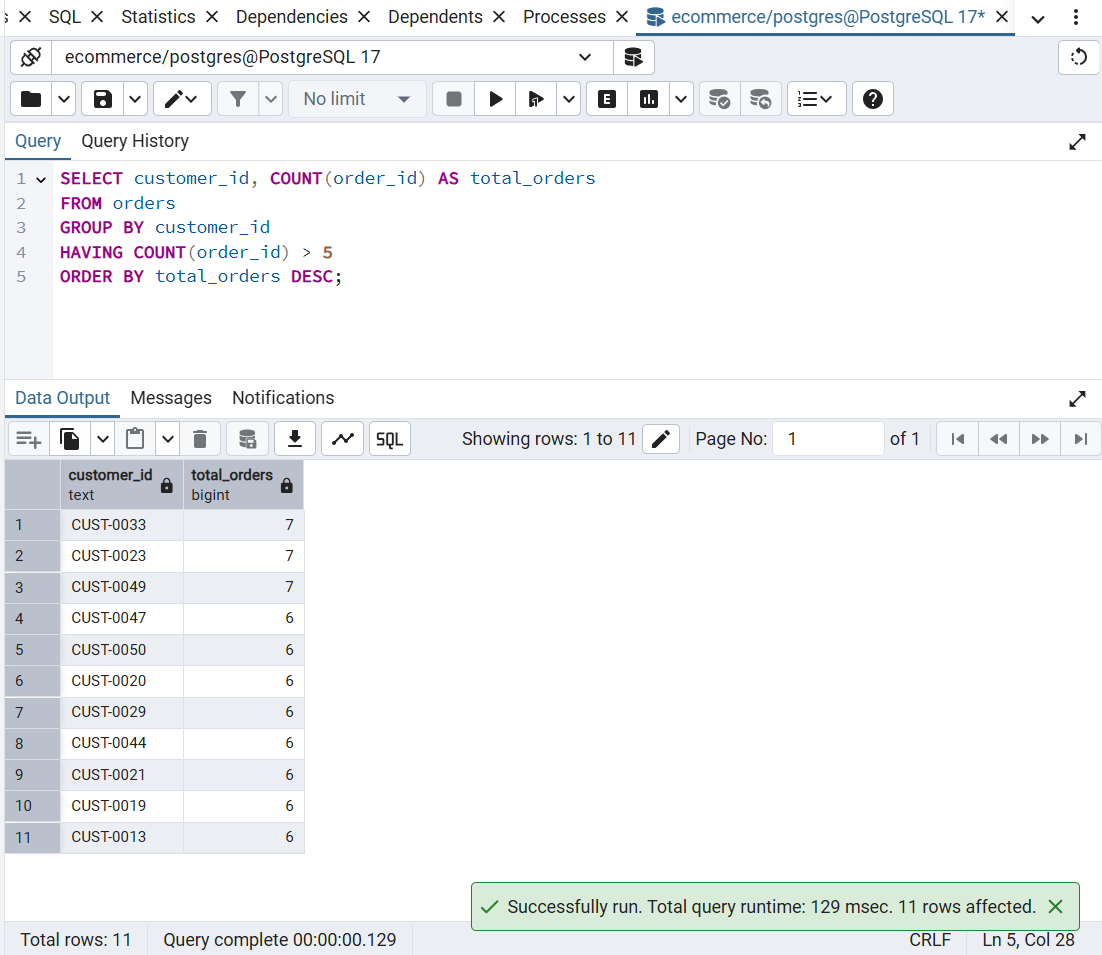 s SQL Statistics Dependencies Dependents Processes ecommerce/postgres@PostgreSQL 17*
ecommerce/postgres@PostgreSQL 17
No limit E
Query Query History
1 SELECT customer_id, COUNT(order_id) AS total_orders
2 FROM orders
3 GROUP BY customer_id
4 HAVING COUNT(order_id) > 5
5 ORDER BY total_orders DESC;
Data Output Messages Notifications
SQL Showing rows: 1 to 11 Page No: 1 of 1
customer_id total_orders
text bigint
1 CUST-0033 7
2 CUST-0023 7
3 CUST-0049 7
4 CUST-0047 6
5 CUST-0050 6
6 CUST-0020 6
7 CUST-0029 6
8 CUST-0044 6
9 CUST-0021 6
10 CUST-0019 6
11 CUST-0013 6
Successfully run. Total query runtime: 129 msec. 11 rows affected.
Total rows: 11 Query complete 00:00:00.129 CRLF Ln 5, Col 28